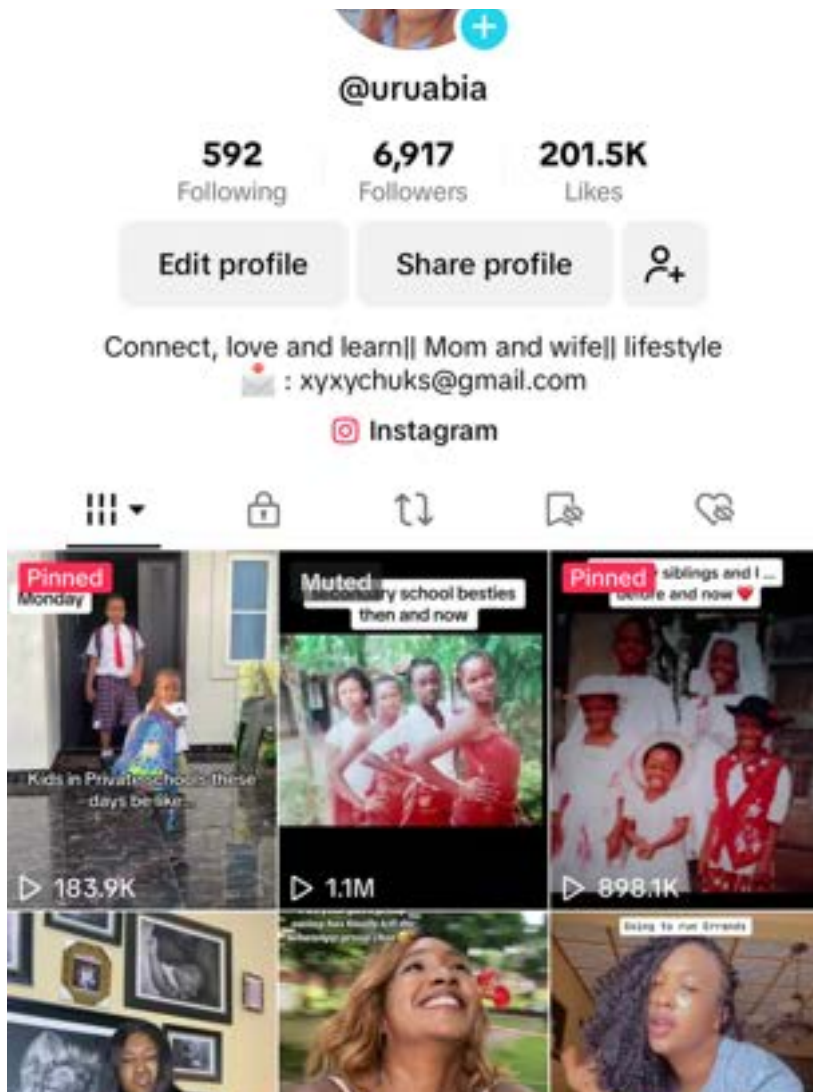 @uruabia
592
Following
6,917
Followers
201.5K
Likes
Edit profile
Share profile
Connect, love and learn|| Mom and wife|| lifestyle
: xyxychuks@gmail.com
Instagram
Pinned
Monday
Kids in Private schools these
days be like...
183.9K
Muted
secondary school besties
then and now
1.1M
Pinned
siblings and I ...
before and now ❤️
898.1K
Going to run Errands